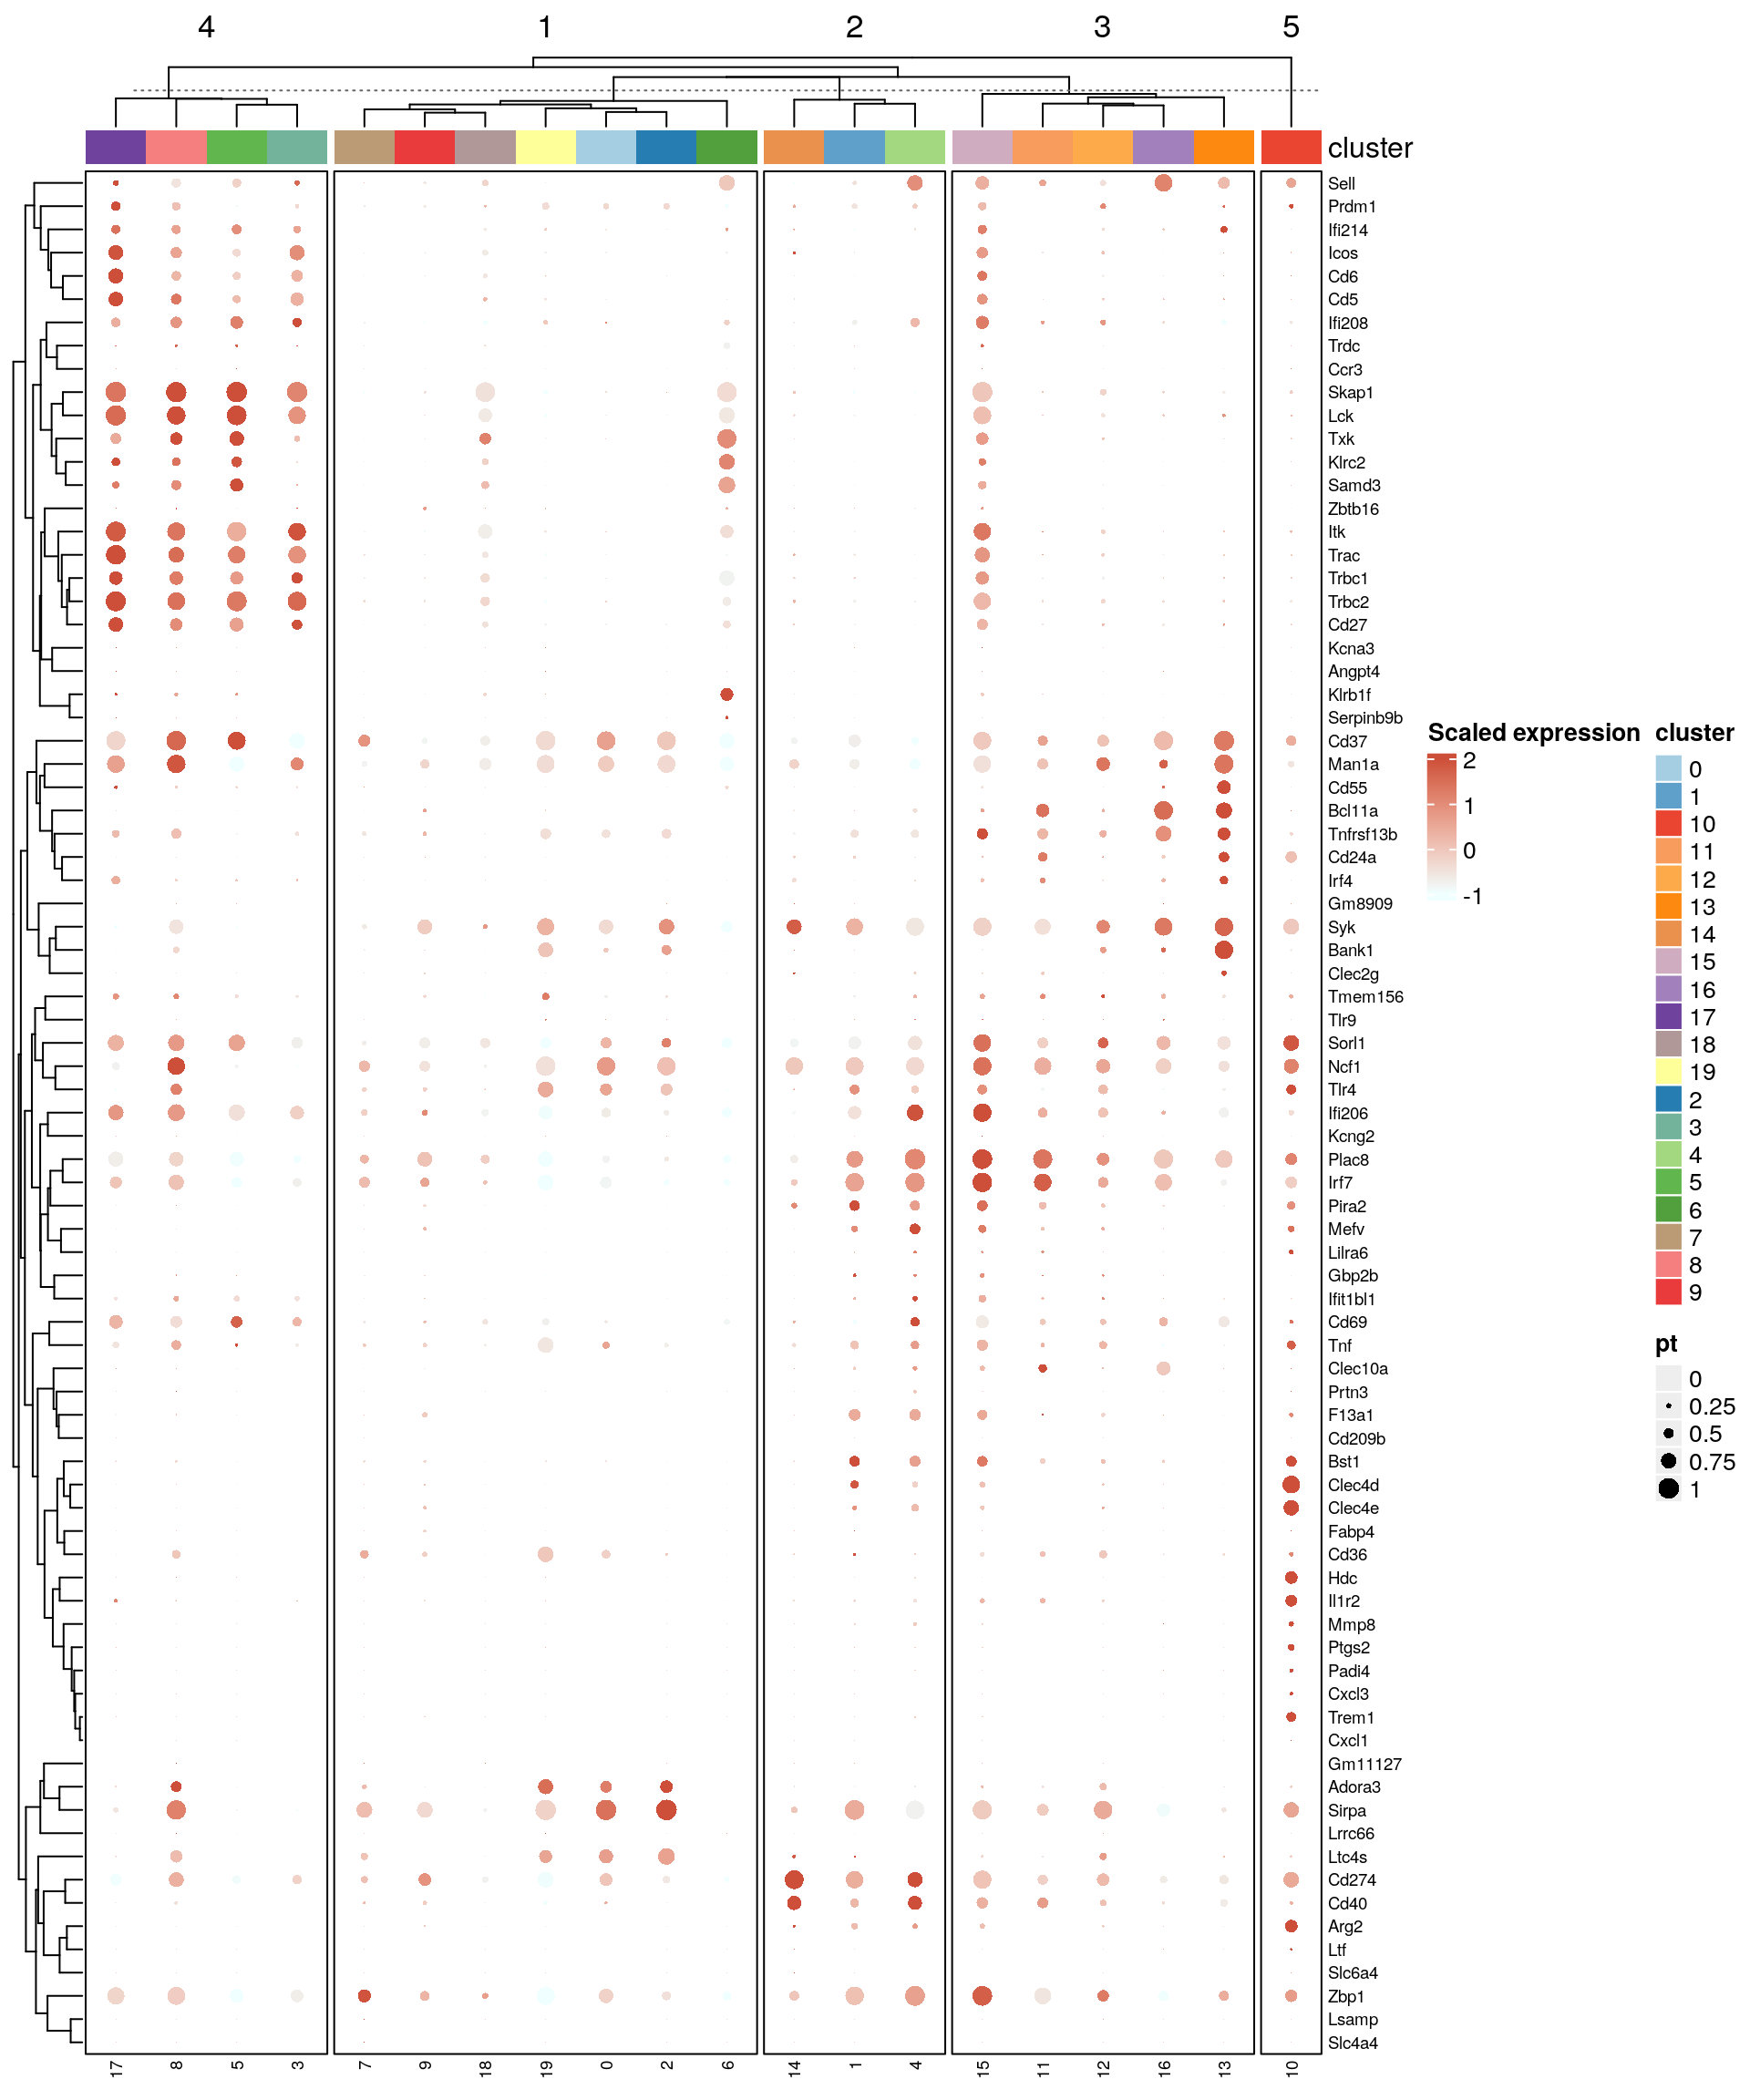 4 1 2 3 5
cluster
Sell
Prdm1
Ifi214
Icos
Cd6
Cd5
Ifi208
Trdc
Ccr3
Skap1
Lck
Txk
Klrc2
Samd3
Zbtb16
Itk
Trac
Trbc1
Trbc2
Cd27
Kcna3
Angpt4
Klrb1f
Serpinb9b
Cd37
Man1a
Cd55
Bcl11a
Tnfrsf13b
Cd24a
Irf4
Gm8909
Syk
Bank1
Clec2g
Tmem156
Tlr9
Sorl1
Ncf1
Tlr4
Ifi206
Kcng2
Plac8
Irf7
Pira2
Mefv
Lilra6
Gbp2b
Ifit1bl1
Cd69
Tnf
Clec10a
Prtn3
F13a1
Cd209b
Bst1
Clec4d
Clec4e
Fabp4
Cd36
Hdc
Il1r2
Mmp8
Ptgs2
Padi4
Cxcl3
Trem1
Cxcl1
Gm11127
Adora3
Sirpa
Lrrc66
Ltc4s
Cd274
Cd40
Arg2
Ltf
Slc6a4
Zbp1
Lsamp
Slc4a4
17 8 5 3 7 9 18 19 0 2 6 14 1 4 15 11 12 16 13 10
Scaled expression
2
1
0
-1
cluster
0
1
10
11
12
13
14
15
16
17
18
19
2
3
4
5
6
7
8
9
pt
0
0.25
0.5
0.75
1